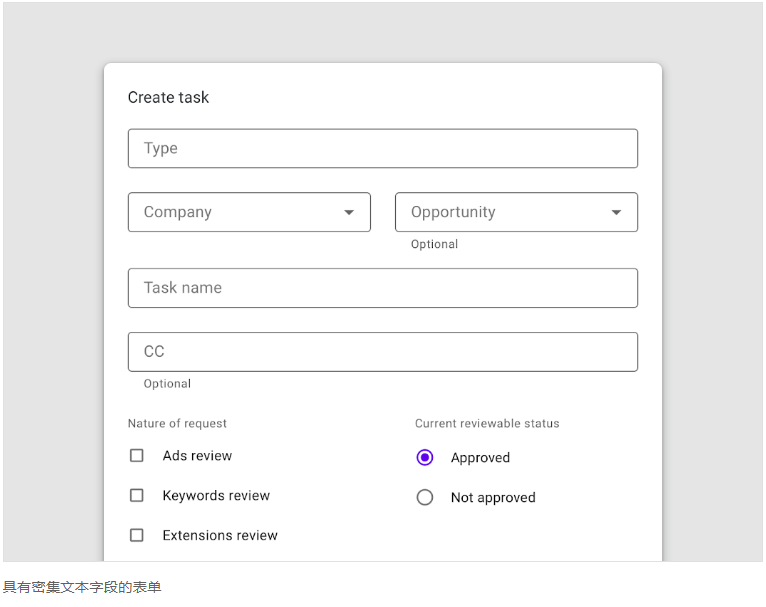 Create task
Type
Company
Opportunity
Optional
Task name
CC
Optional
Nature of request
Current reviewable status
Ads review
Approved
Keywords review
Not approved
Extensions review
具有密集文本字段的表单